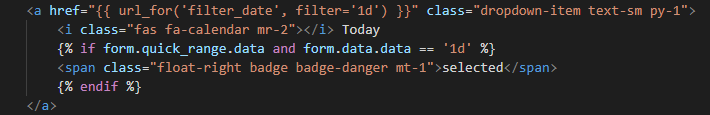 <a href="{{ url_for('filter_date', filter='1d') }}" class="dropdown-item text-sm py-1">
<i class="fas fa-calendar mr-2"></i> Today
{% if form.quick_range.data and form.data.data == '1d' %}
<span class="float-right badge badge-danger mt-1">selected</span>
{% endif %}
</a>